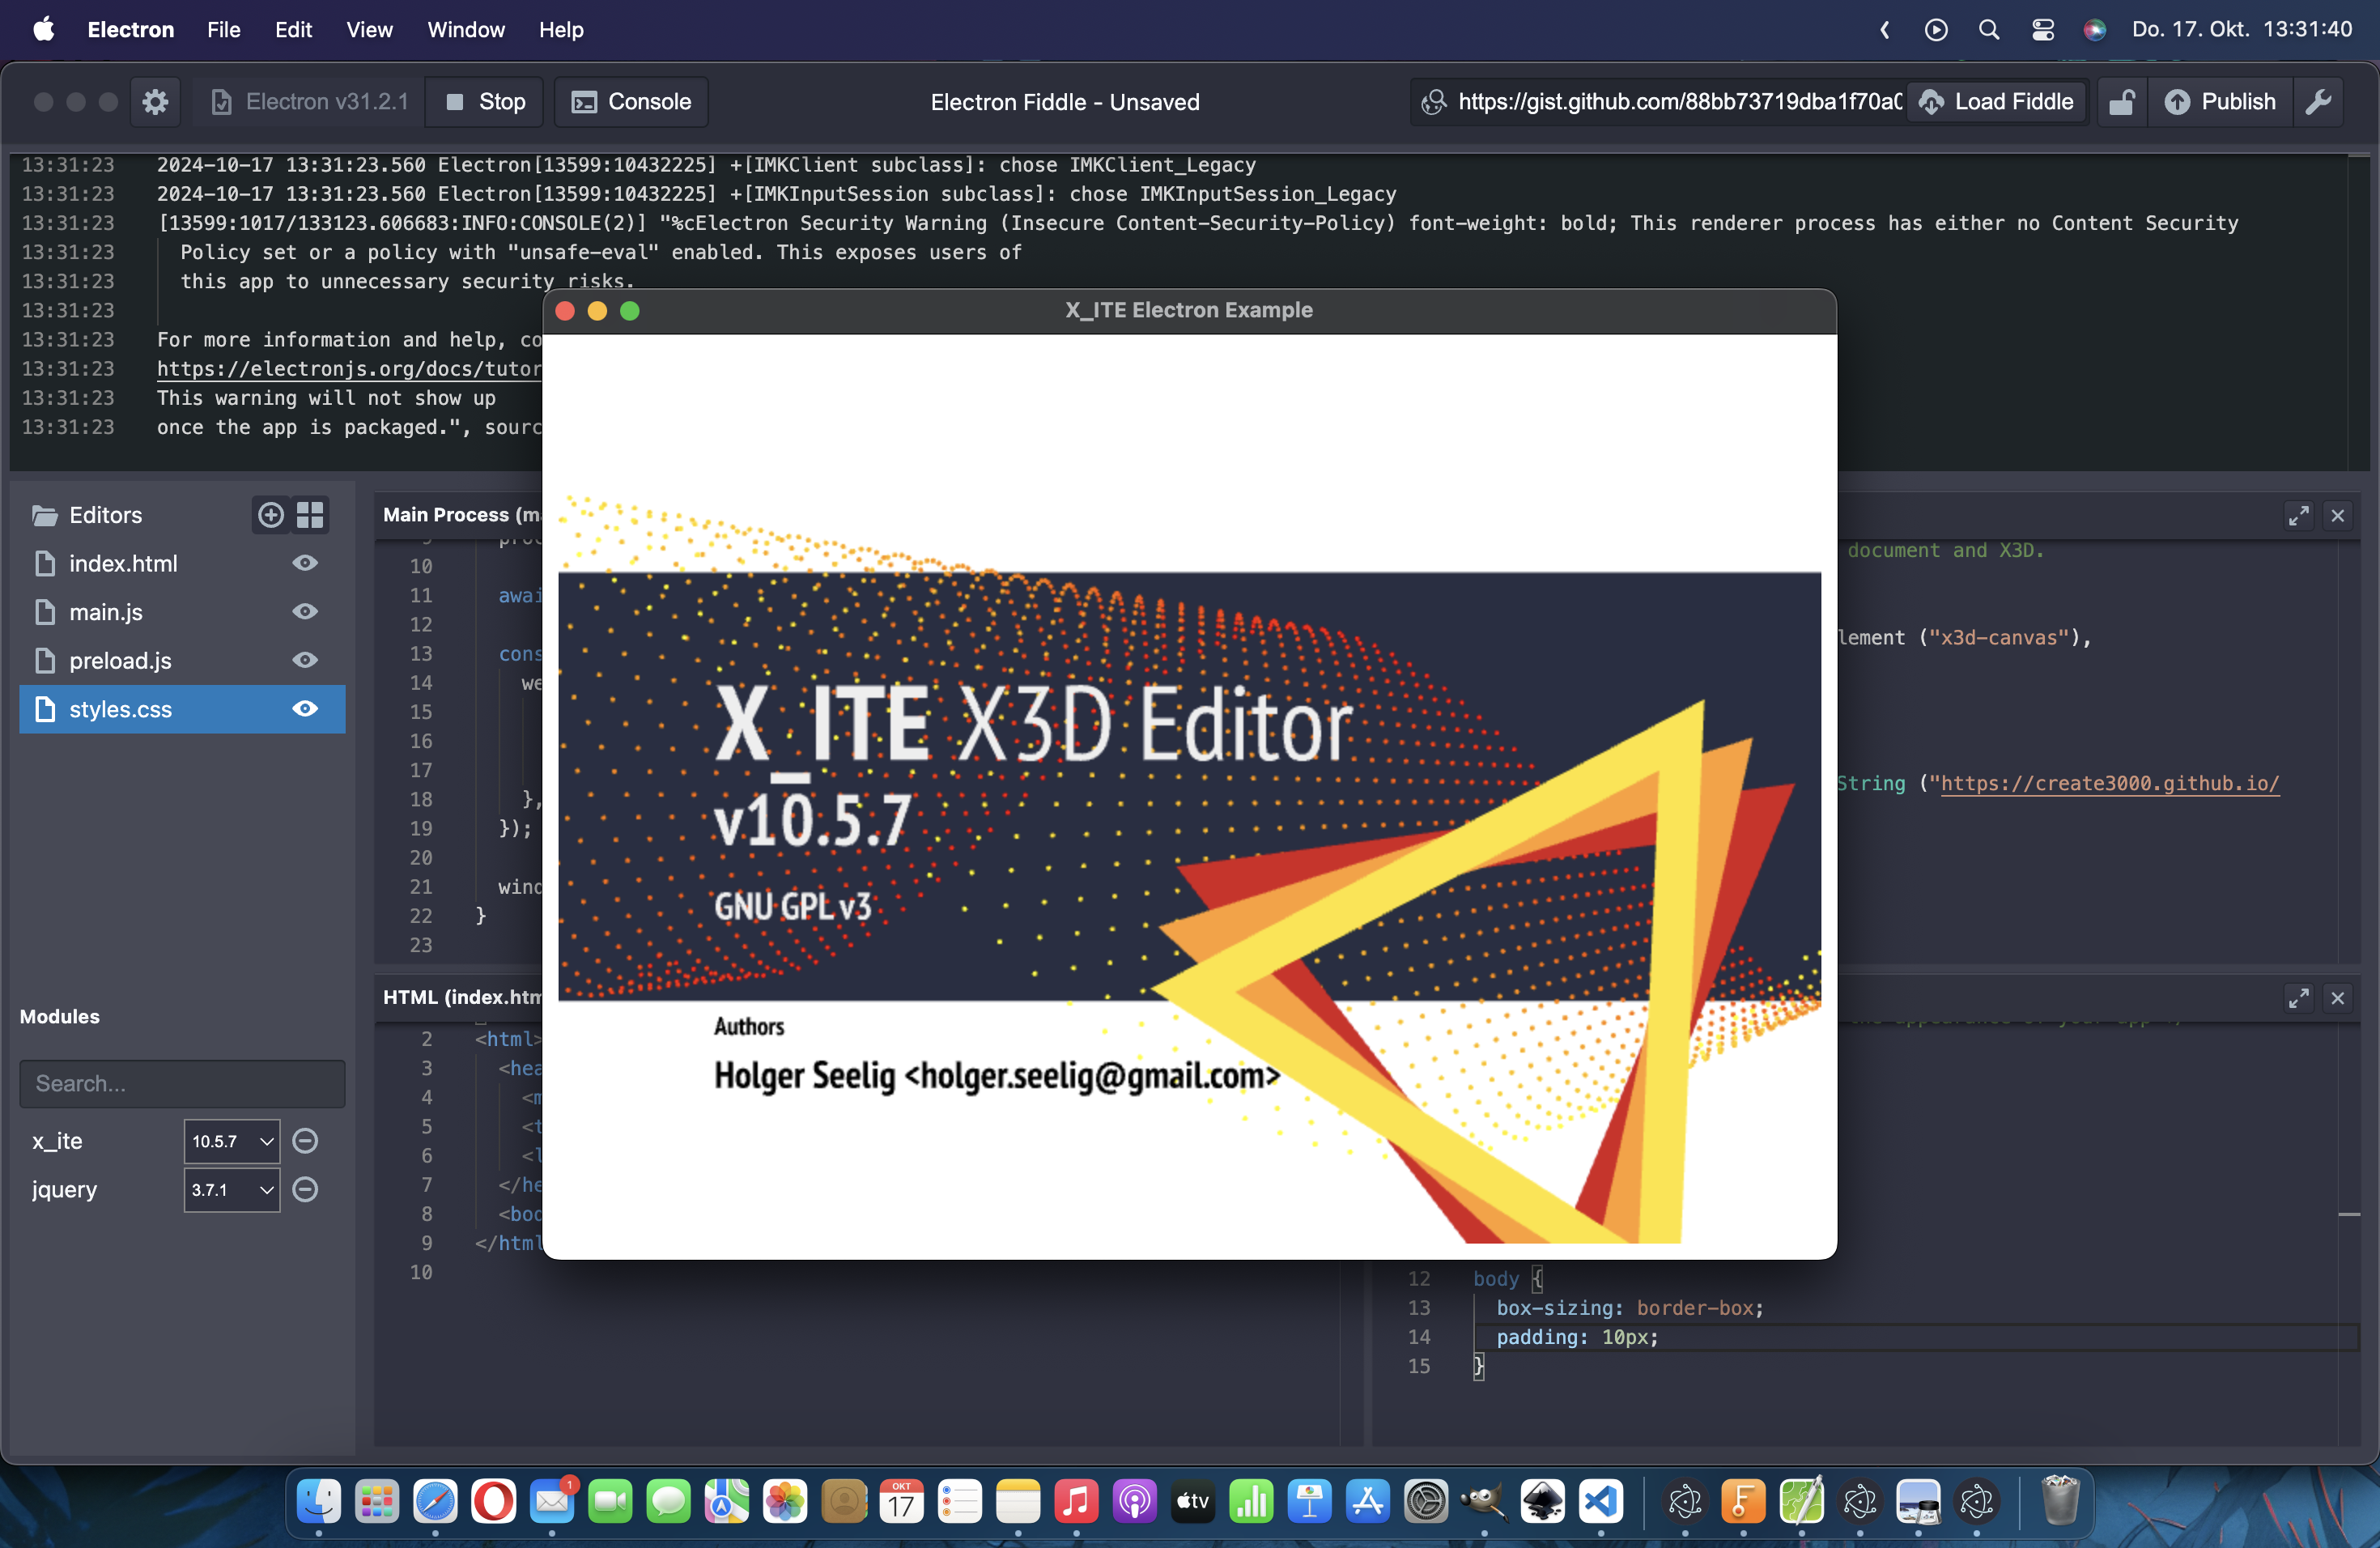 Electron File Edit View Window Help Do. 17. Okt. 13:31:40
Electron v31.2.1 Stop Console Electron Fiddle - Unsaved https://gist.github.com/88bb73719dba1f70a0 Load Fiddle Publish
13:31:23 2024-10-17 13:31:23.560 Electron[13599:10432225] +[IMKClient subclass]: chose IMKClient_Legacy
13:31:23 2024-10-17 13:31:23.560 Electron[13599:10432225] +[IMKInputSession subclass]: chose IMKInputSession_Legacy
13:31:23 [13599:1017/133123.606683:INFO:CONSOLE(2)] "%cElectron Security Warning (Insecure Content-Security-Policy) font-weight: bold; This renderer process has either no Content Security
13:31:23 Policy set or a policy with "unsafe-eval" enabled. This exposes users of
13:31:23 this app to unnecessary security risks.
13:31:23
13:31:23 For more information and help, co
13:31:23 https://electronjs.org/docs/tutor
13:31:23 This warning will not show up
13:31:23 once the app is packaged.", sourc
X_ITE Electron Example
X_ITE X3D Editor
v10.5.7
GNU GPL v3
Authors
Holger Seelig <holger.seelig@gmail.com>
Editors
index.html
main.js
preload.js
styles.css
Modules
Search...
x_ite 10.5.7
jquery 3.7.1
Main Process (ma
9 proc
10
11 awai
12
13 cons
14 we
15
16
17
18 },
19 });
20
21 wind
22 }
23
document and X3D.
lement ("x3d-canvas"),
String ("https://create3000.github.io/
HTML (index.htm
2 <html>
3 <hea
4 <m
5 <t
6 <l
7 </he
8 <bod
9 </html
10
12 body {
13 box-sizing: border-box;
14 padding: 10px;
15 }
OKT
17
1
tv